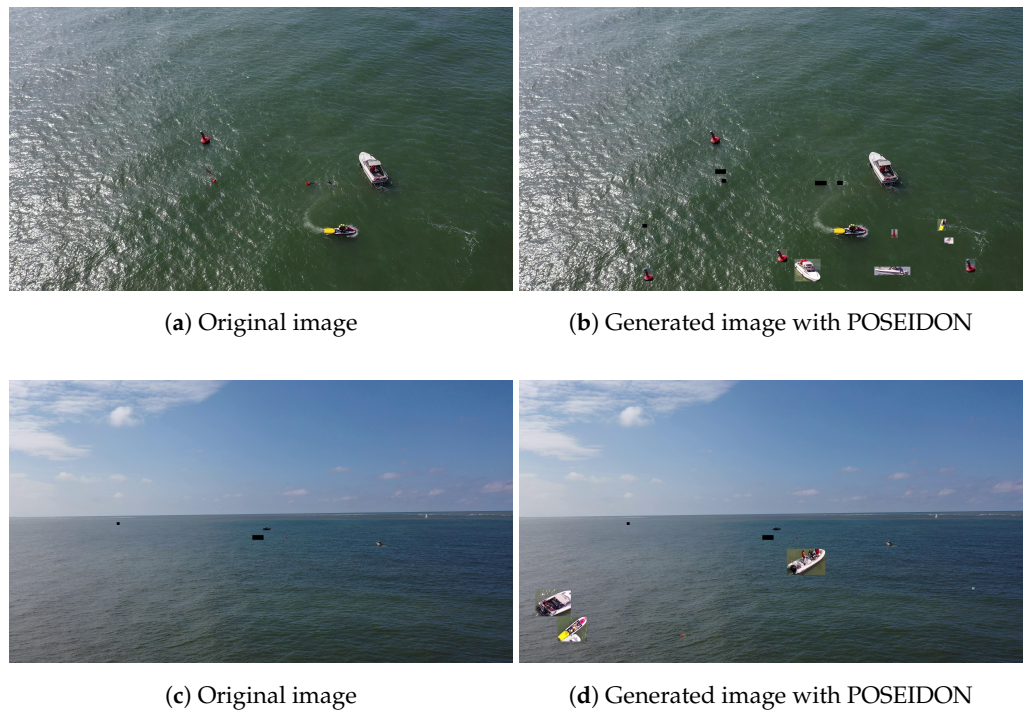 (a) Original image
(b) Generated image with POSEIDON
(c) Original image
(d) Generated image with POSEIDON